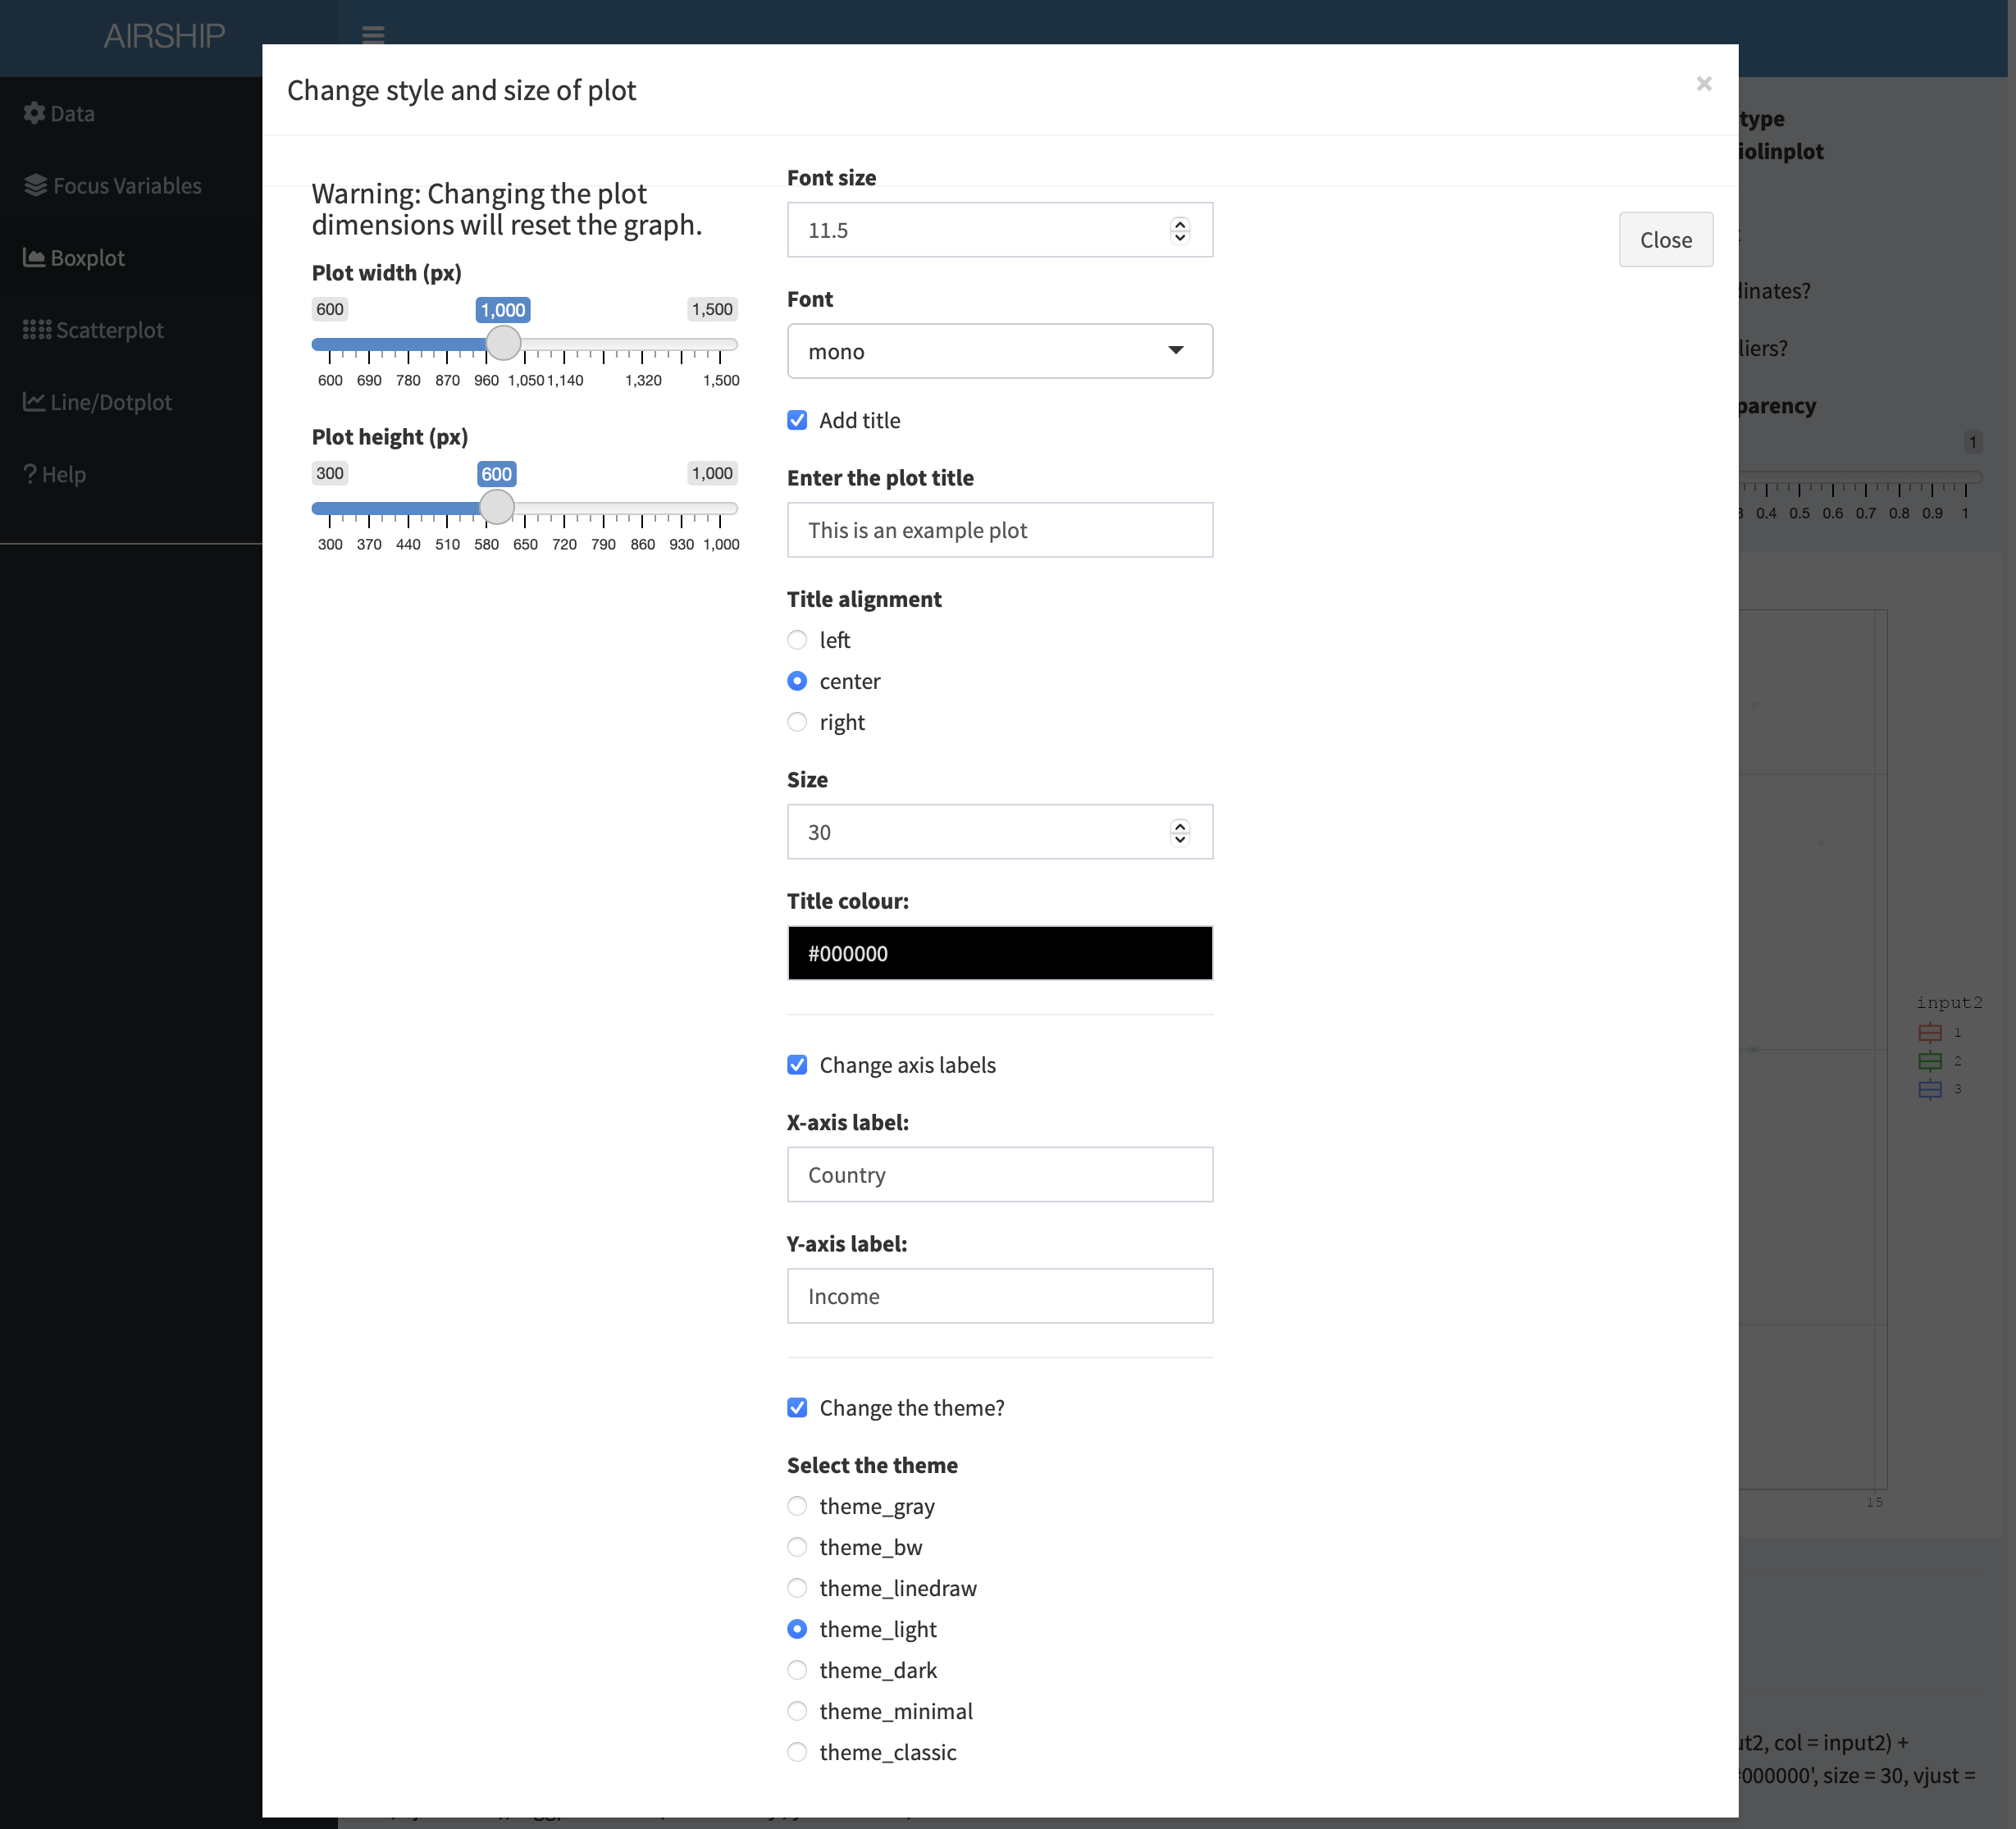 AIRSHIP
Data
Focus Variables
Boxplot
Scatterplot
Line/Dotplot
? Help
Change style and size of plot
×
Warning: Changing the plot
dimensions will reset the graph.
Plot width (px)
600 1,000 1,500
600 690 780 870 960 1,050 1,140 1,320 1,500
Plot height (px)
300 600 1,000
300 370 440 510 580 650 720 790 860 930 1,000
Font size
11.5
Font
mono
Add title
Enter the plot title
This is an example plot
Title alignment
left
center
right
Size
30
Title colour:
#000000
Change axis labels
X-axis label:
Country
Y-axis label:
Income
Change the theme?
Select the theme
theme_gray
theme_bw
theme_linedraw
theme_light
theme_dark
theme_minimal
theme_classic
Close
type
iolinplot
dinates?
liers?
parency
1
0.4 0.5 0.6 0.7 0.8 0.9 1
input2
1
2
3
15
ut2, col = input2) +
#000000', size = 30, vjust =